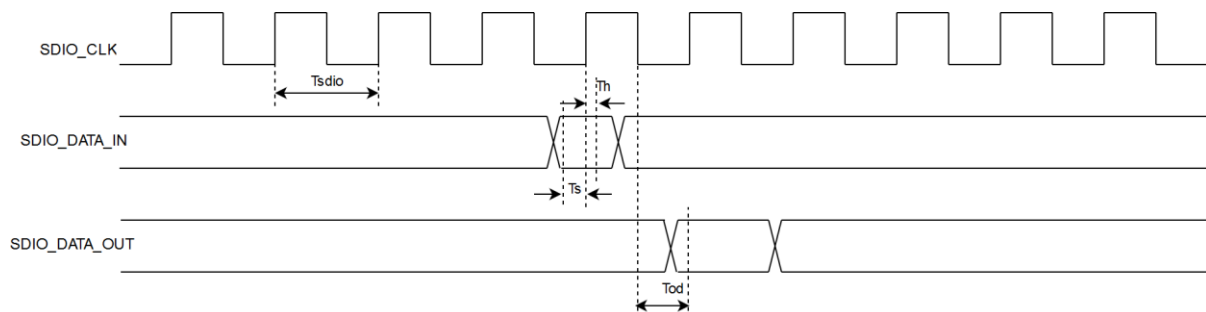 SDIO_CLK
Tsdio
Th
SDIO_DATA_IN
Ts
SDIO_DATA_OUT
Tod